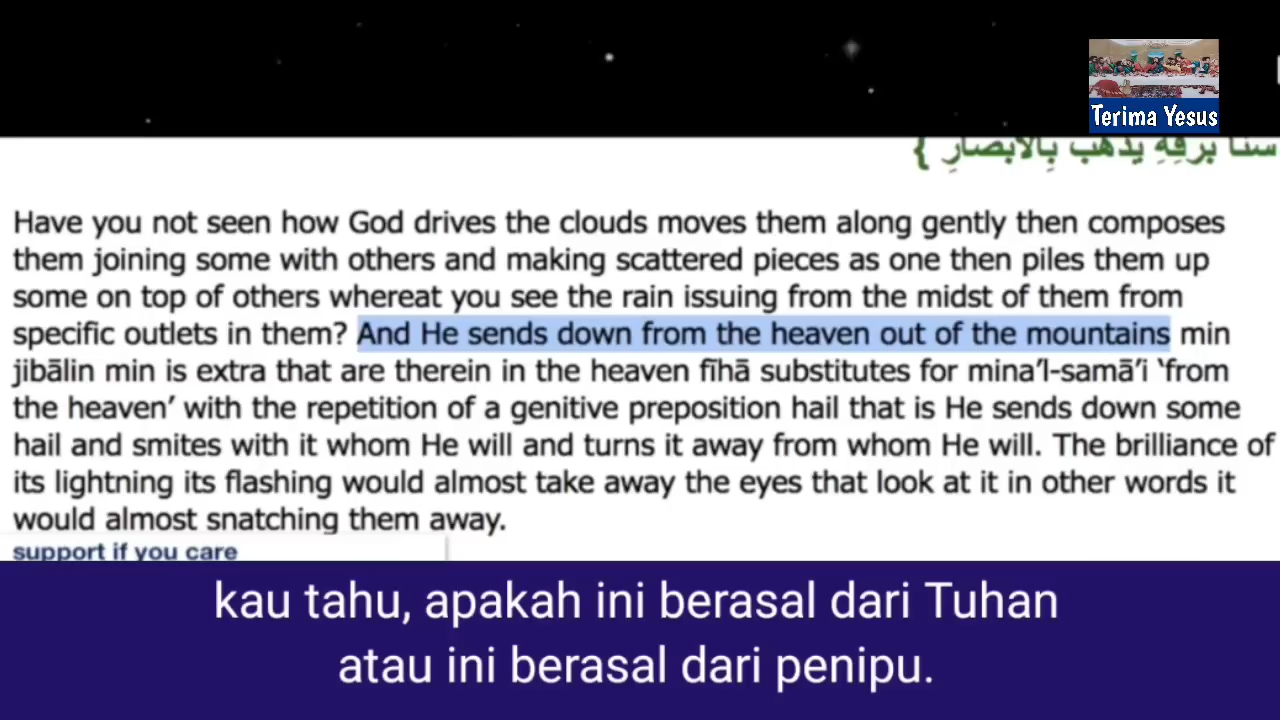 Terima Yesus
سنا برقه يذهب بالأبصارِ }
Have you not seen how God drives the clouds moves them along gently then composes
them joining some with others and making scattered pieces as one then piles them up
some on top of others whereat you see the rain issuing from the midst of them from
specific outlets in them? And He sends down from the heaven out of the mountains min
jibālin min is extra that are therein in the heaven fīhā substitutes for mina’l-samā’i ‘from
the heaven’ with the repetition of a genitive preposition hail that is He sends down some
hail and smites with it whom He will and turns it away from whom He will. The brilliance of
its lightning its flashing would almost take away the eyes that look at it in other words it
would almost snatching them away.
support if you care
kau tahu, apakah ini berasal dari Tuhan
atau ini berasal dari penipu.